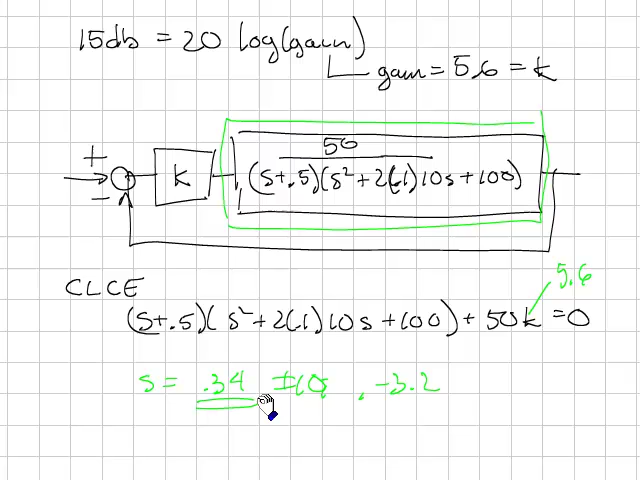 15db = 20 log(gain)
gain = 5.6 = k
+
k
50
(s+.5)(s² + 2(.1)10s + 100)
−
CLCE
5.6
(s+.5)(s² + 2(.1)10s + 100) + 50k = 0
s = .34 ± 10j , -3.2